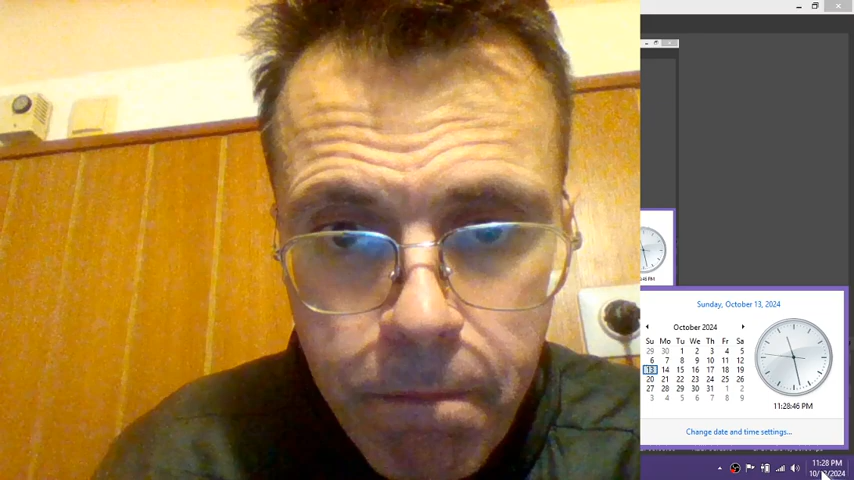 Sunday, October 13, 2024
October 2024
Su Mo Tu We Th Fr Sa
29 30 1 2 3 4 5
6 7 8 9 10 11 12
13 14 15 16 17 18 19
20 21 22 23 24 25 26
27 28 29 30 31 1 2
3 4 5 6 7 8 9
11:28:46 PM
Change date and time settings...
11:28 PM